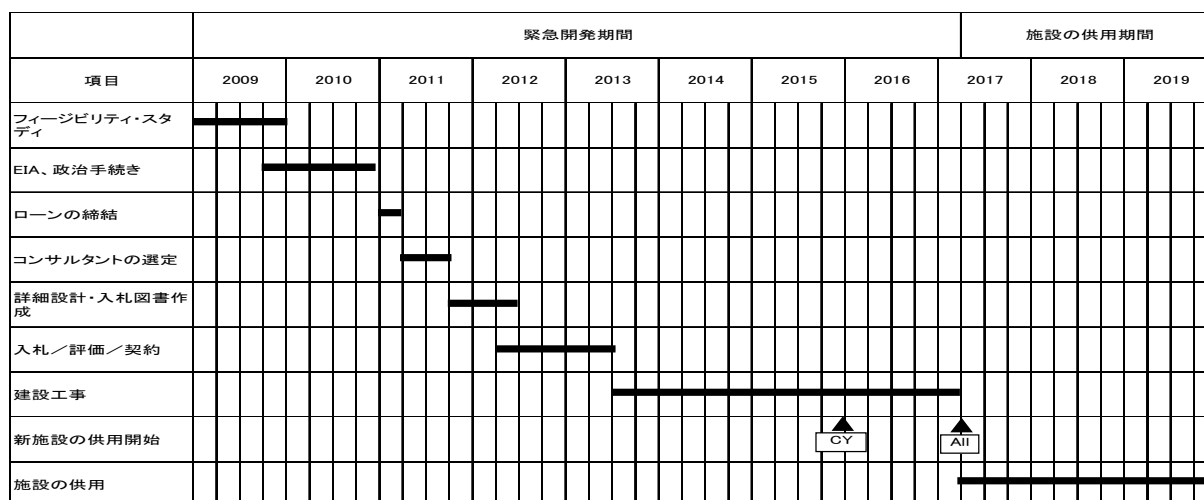 緊急開発期間
施設の供用期間
項目
2009
2010
2011
2012
2013
2014
2015
2016
2017
2018
2019
フィージビリティ・スタ
ディ
EIA、政治手続き
ローンの締結
コンサルタントの選定
詳細設計・入札図書作
成
入札／評価／契約
建設工事
新施設の供用開始
CY
All
施設の供用